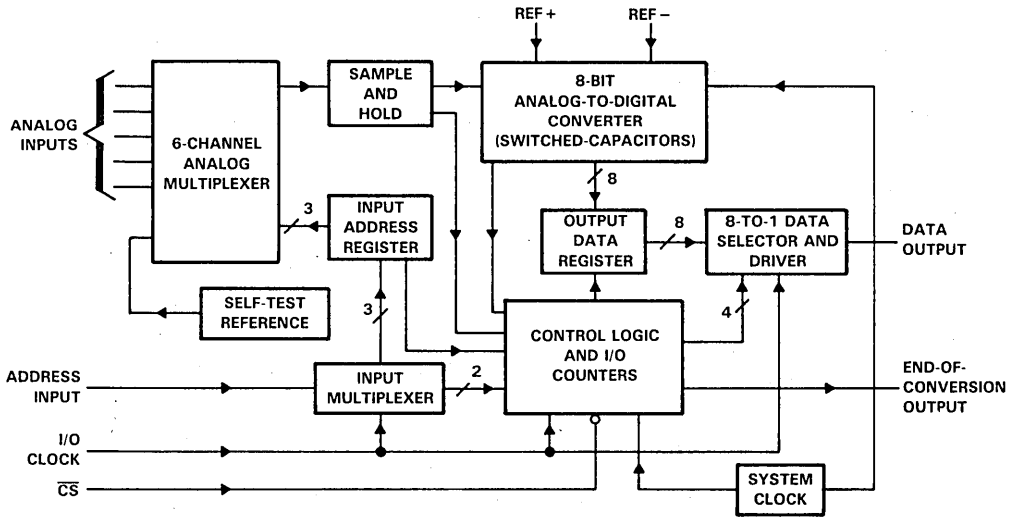 REF+
REF−
ANALOG
INPUTS
6-CHANNEL
ANALOG
MULTIPLEXER
SAMPLE
AND
HOLD
8-BIT
ANALOG-TO-DIGITAL
CONVERTER
(SWITCHED-CAPACITORS)
8
3
INPUT
ADDRESS
REGISTER
OUTPUT
DATA
REGISTER
8
8-TO-1 DATA
SELECTOR AND
DRIVER
DATA
OUTPUT
SELF-TEST
REFERENCE
3
4
CONTROL LOGIC
AND I/O
COUNTERS
ADDRESS
INPUT
INPUT
MULTIPLEXER
2
END-OF-
CONVERSION
OUTPUT
I/O
CLOCK
C̅S̅
SYSTEM
CLOCK